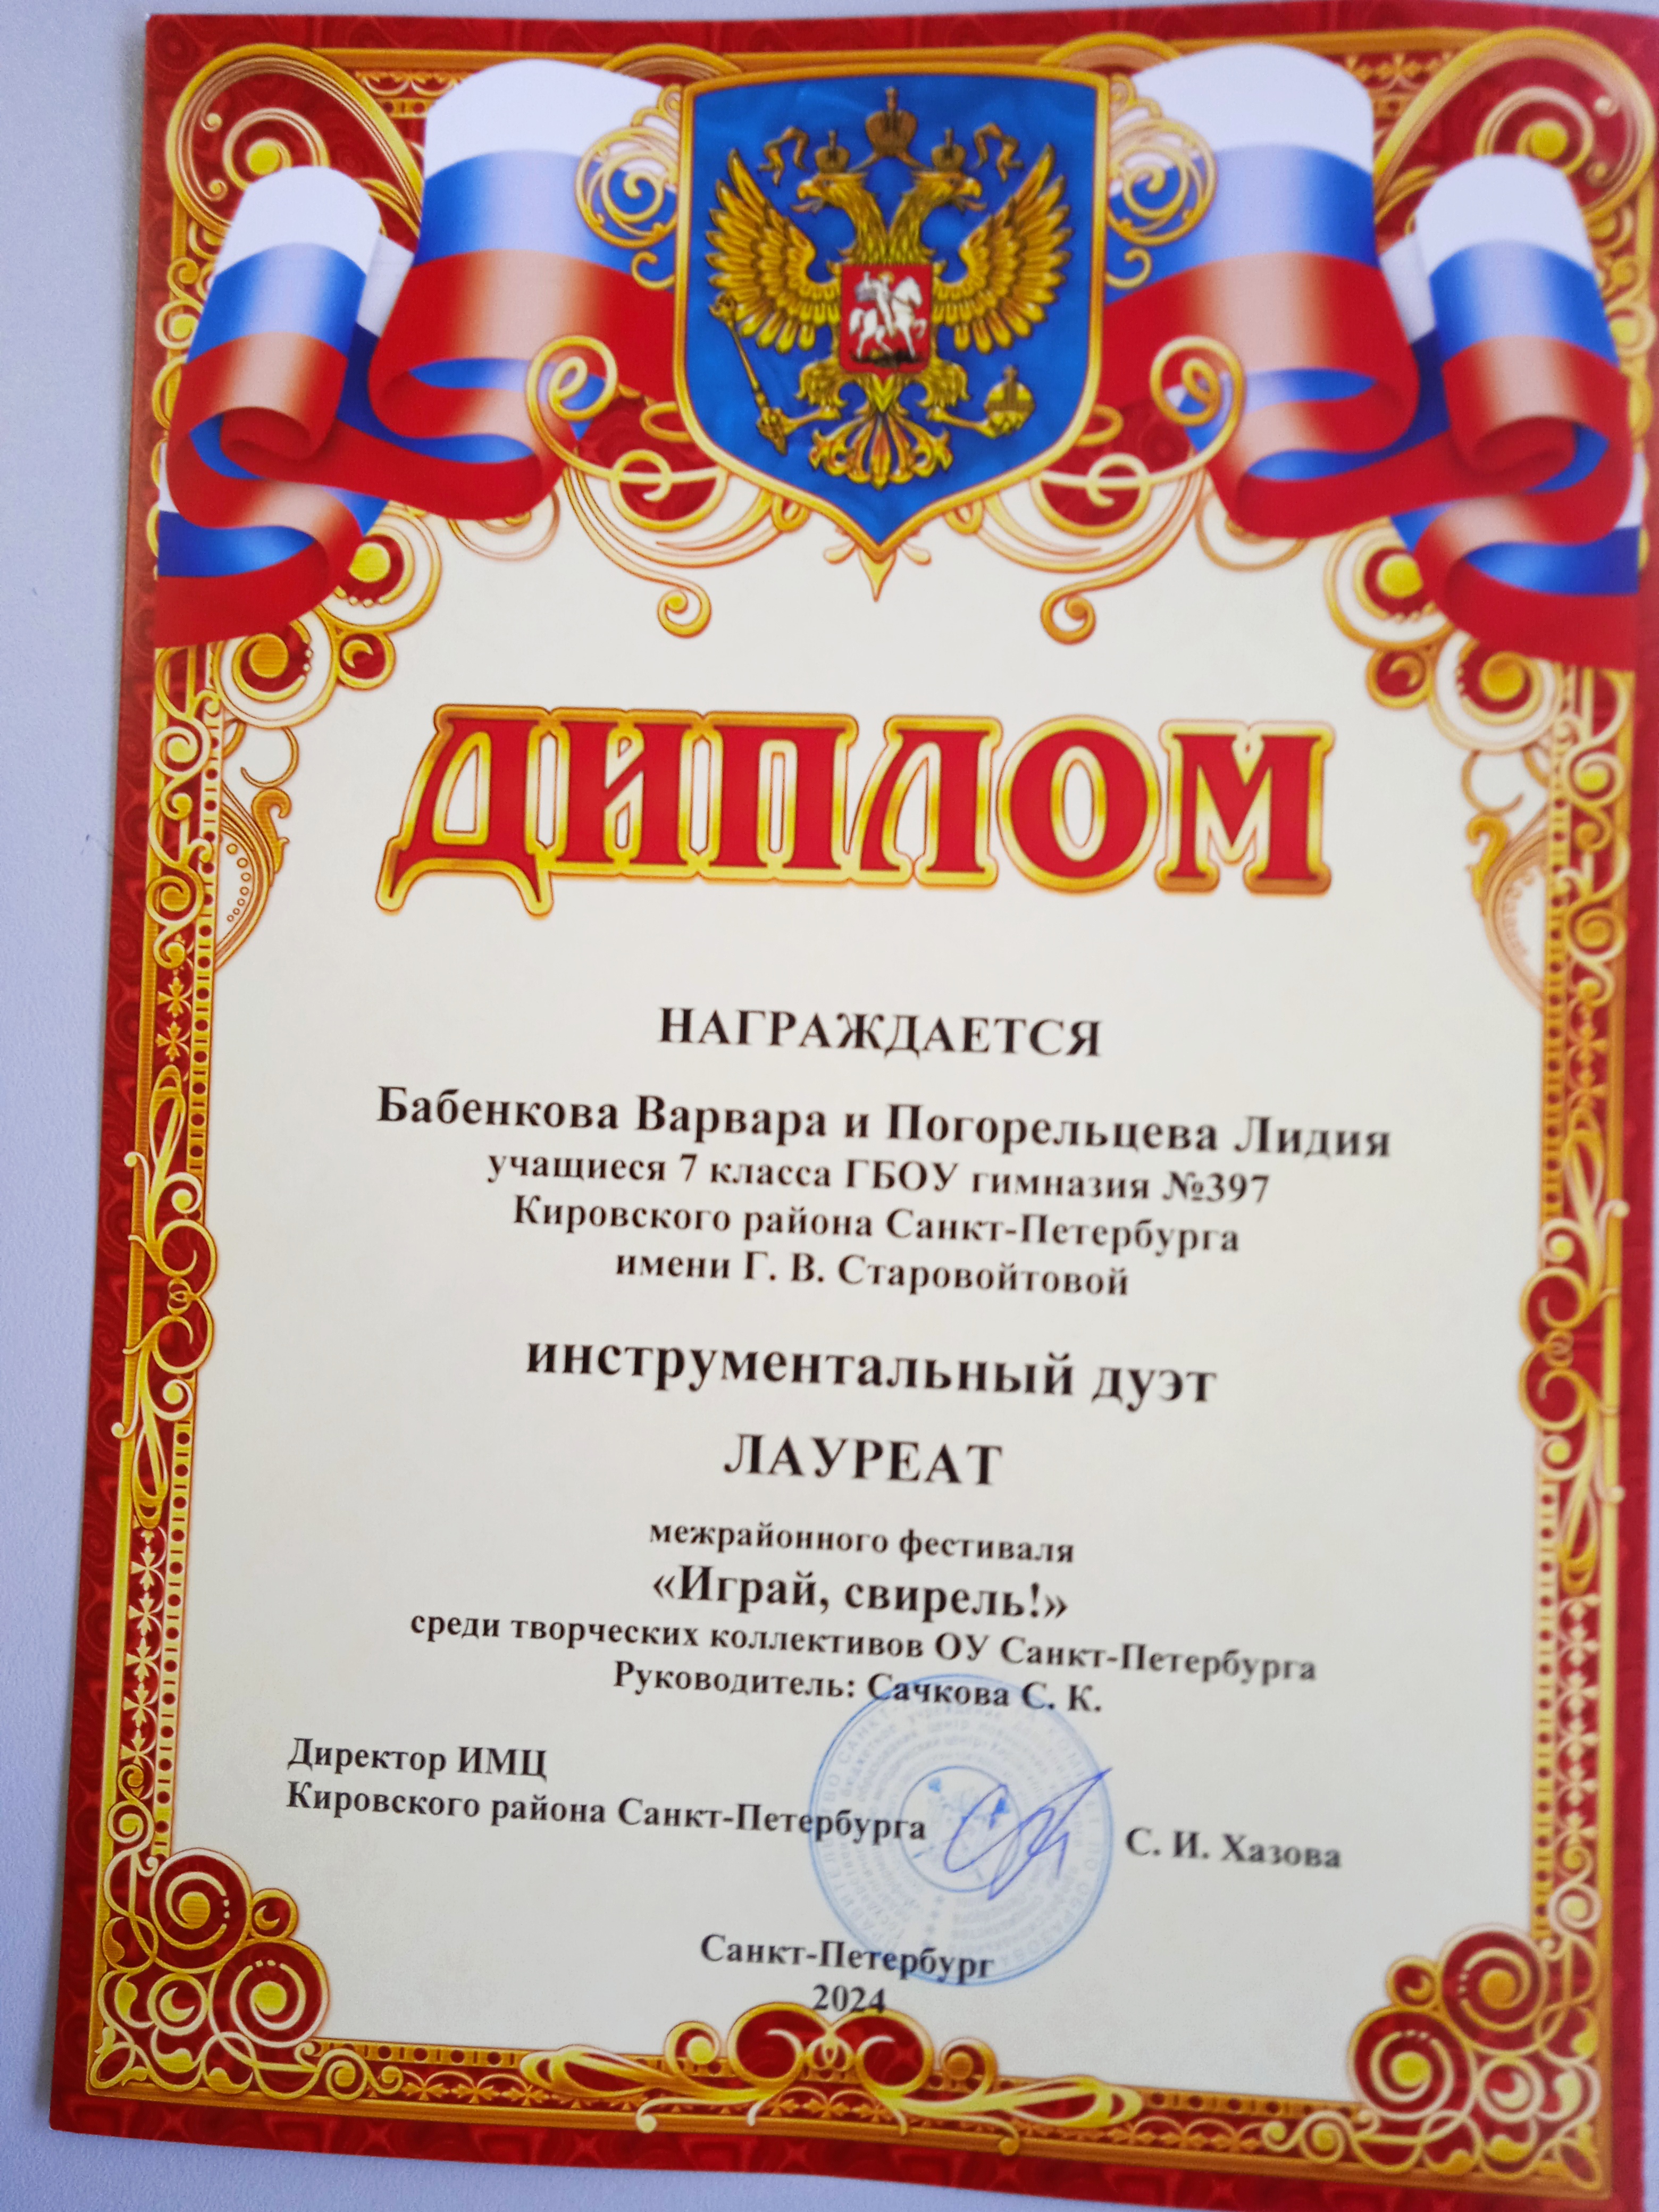 ДИПЛОМ
НАГРАЖДАЕТСЯ
Бабенкова Варвара и Погорельцева Лидия
учащиеся 7 класса ГБОУ гимназия №397
Кировского района Санкт-Петербурга
имени Г. В. Старовойтовой
инструментальный дуэт
ЛАУРЕАТ
межрайонного фестиваля
«Играй, свирель!»
среди творческих коллективов ОУ Санкт-Петербурга
Руководитель: Сачкова С. К.
Директор ИМЦ
Кировского района Санкт-Петербурга
С. И. Хазова
Санкт-Петербург
2024